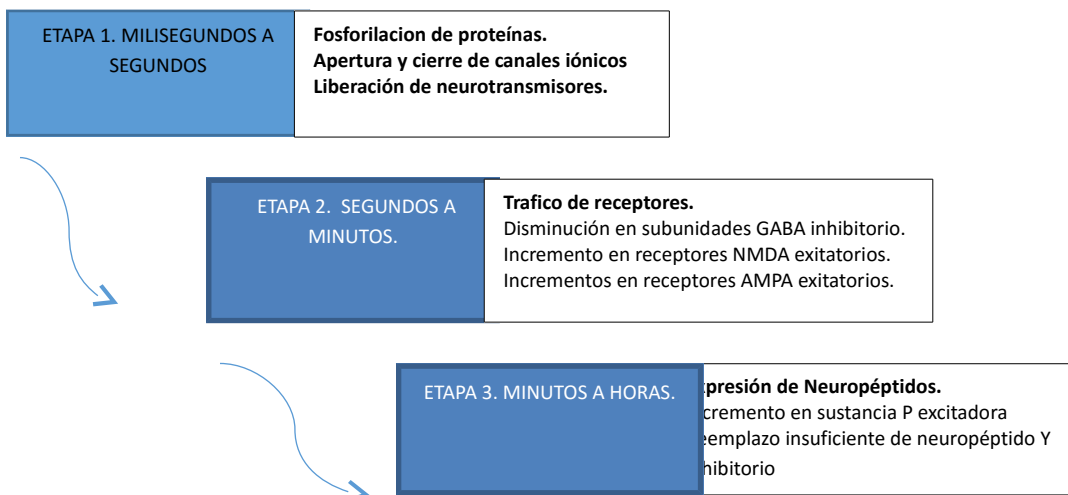 ETAPA 1. MILISEGUNDOS A
SEGUNDOS
Fosforilacion de proteínas.
Apertura y cierre de canales iónicos
Liberación de neurotransmisores.
ETAPA 2. SEGUNDOS A
MINUTOS.
Trafico de receptores.
Disminución en subunidades GABA inhibitorio.
Incremento en receptores NMDA exitatorios.
Incrementos en receptores AMPA exitatorios.
ETAPA 3. MINUTOS A HORAS.
presión de Neuropéptidos.
cremento en sustancia P excitadora
eemplazo insuficiente de neuropéptido Y
hibitorio